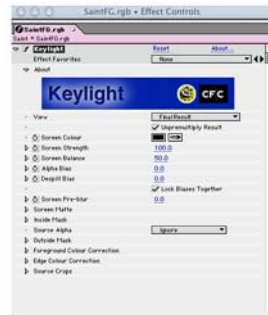 SaintFG.rgb • Effect Controls
SaintFG.rgb
Saint • SaintFG.rgb
Keylight Reset About...
Effect Favorites None
About
Keylight CFC
View Final Result
Unpremultiply Result
Screen Colour
Screen Strength 100.0
Screen Balance 50.0
Alpha Bias 0.0
Despill Bias 0.0
Lock Biases Together
Screen Pre-blur 0.0
Screen Matte
Inside Mask
Source Alpha Ignore
Outside Mask
Foreground Colour Correction
Edge Colour Correction
Source Crops